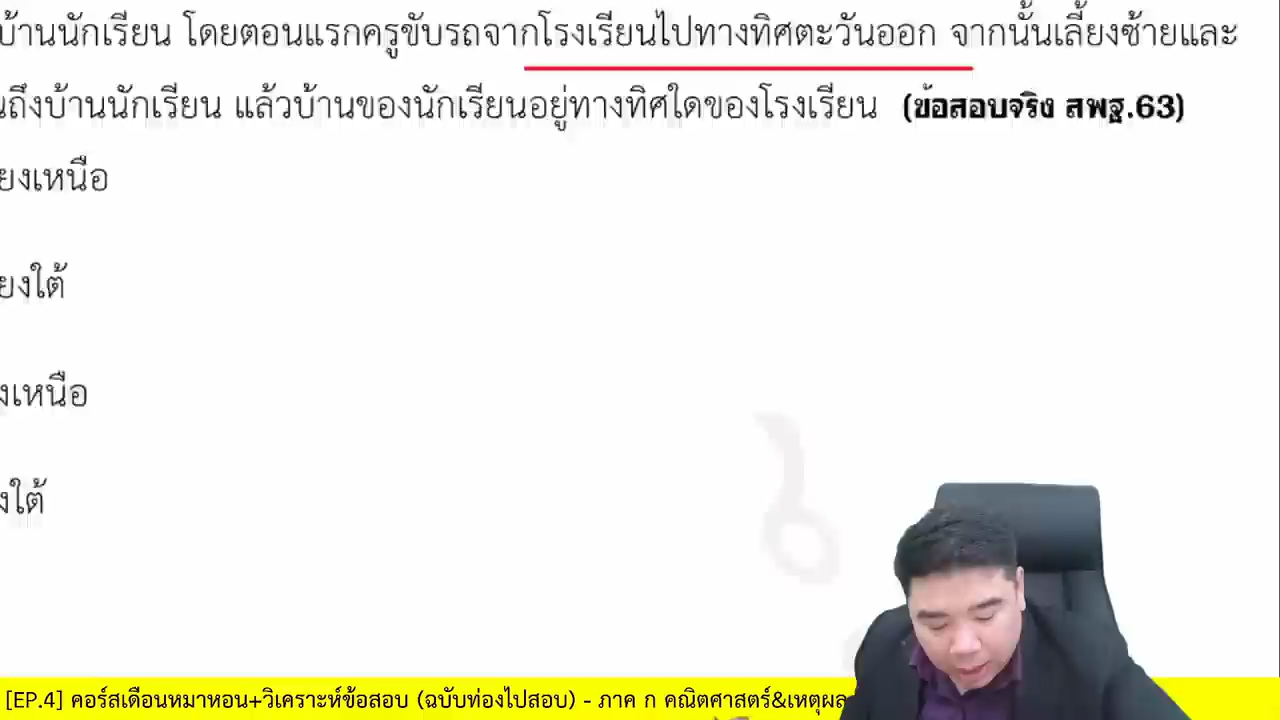 บ้านนักเรียน โดยตอนแรกครูขับรถจากโรงเรียนไปทางทิศตะวันออก จากนั้นเลี้ยงซ้ายและ
นถึงบ้านนักเรียน แล้วบ้านของนักเรียนอยู่ทางทิศใดของโรงเรียน (ข้อสอบจริง สพฐ.63)
ยงเหนือ
ยงใต้
งเหนือ
งใต้
[EP.4] คอร์สเดือนหมาหอน+วิเคราะห์ข้อสอบ (ฉบับท่องไปสอบ) - ภาค ก คณิตศาสตร์&เหตุผล